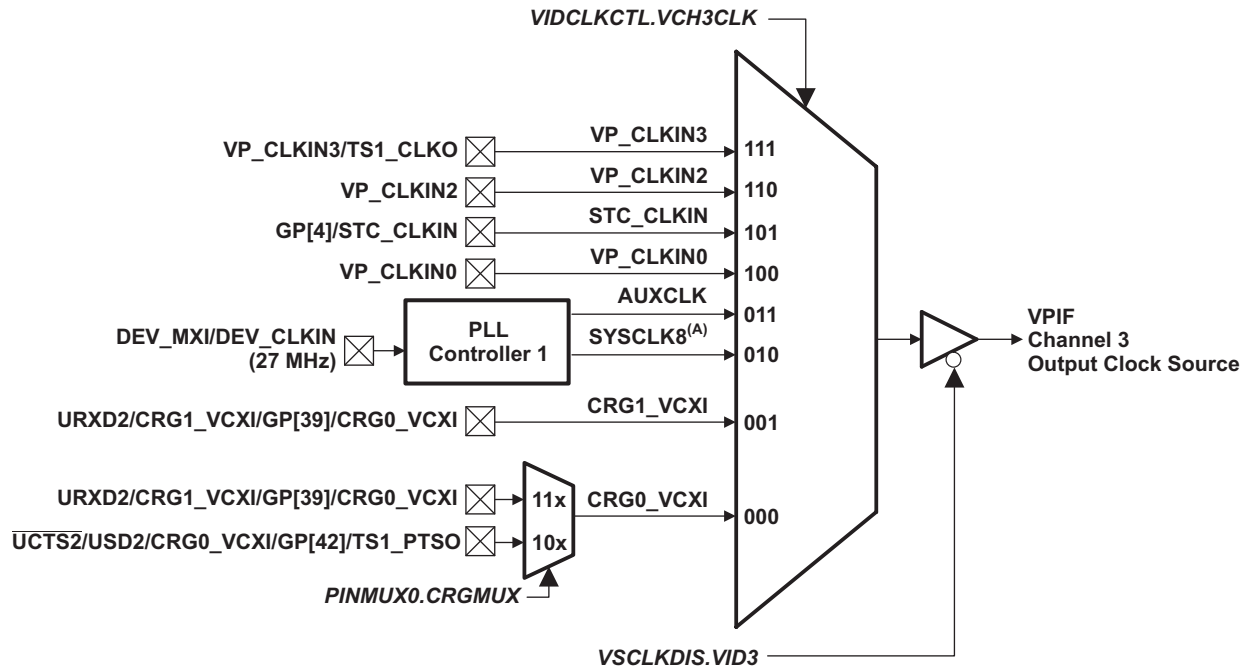 VIDCLKCTL.VCH3CLK
VP_CLKIN3/TS1_CLKO
VP_CLKIN3
111
VP_CLKIN2
VP_CLKIN2
110
GP[4]/STC_CLKIN
STC_CLKIN
101
VP_CLKIN0
VP_CLKIN0
100
AUXCLK
011
DEV_MXI/DEV_CLKIN
(27 MHz)
PLL
Controller 1
SYSCLK8(A)
010
VPIF
Channel 3
Output Clock Source
URXD2/CRG1_VCXI/GP[39]/CRG0_VCXI
CRG1_VCXI
001
URXD2/CRG1_VCXI/GP[39]/CRG0_VCXI
11x
CRG0_VCXI
000
UCTS2/USD2/CRG0_VCXI/GP[42]/TS1_PTSO
10x
PINMUX0.CRGMUX
VSCLKDIS.VID3